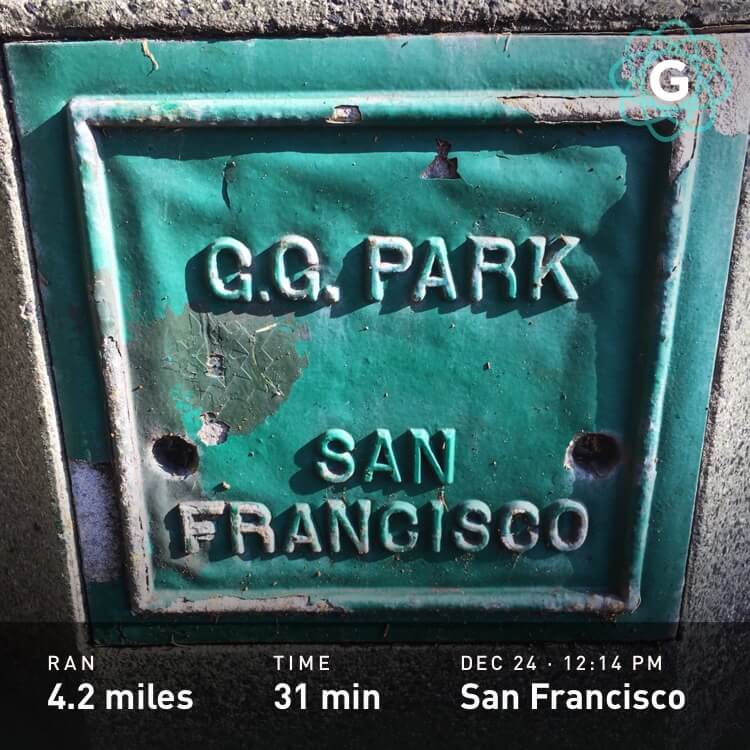 G
G.G. PARK
SAN
FRANCISCO
RAN
TIME
DEC 24 · 12:14 PM
4.2 miles
31 min
San Francisco